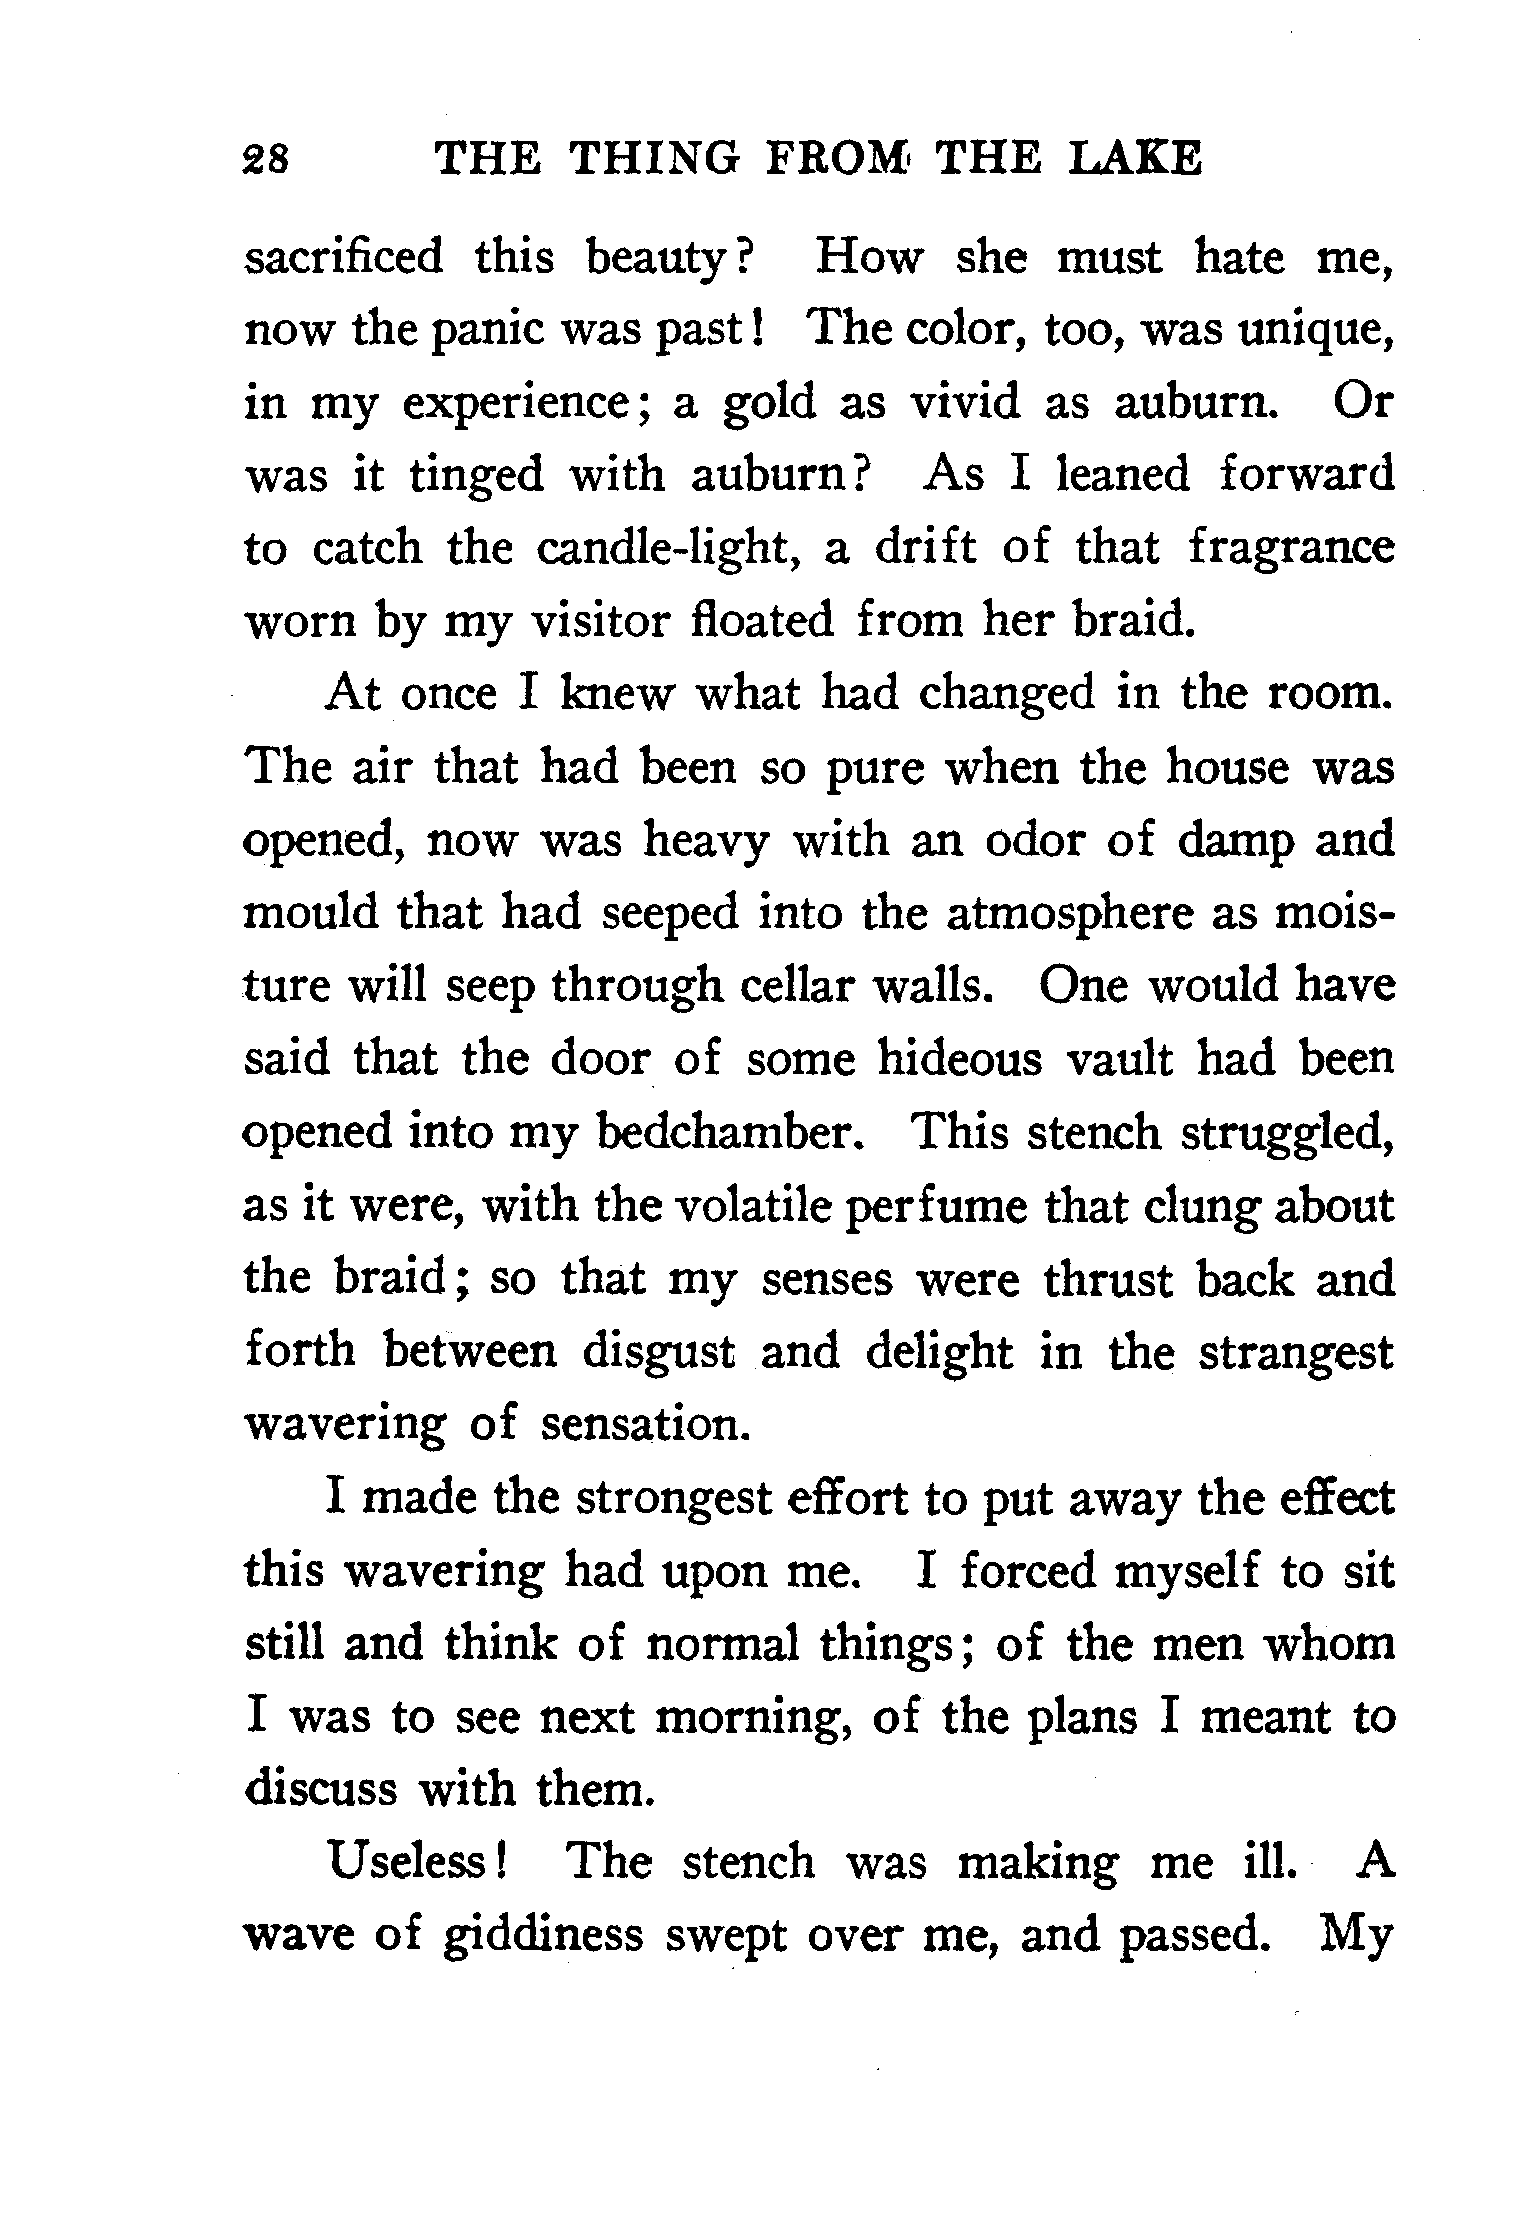 28 THE THING FROM THE LAKE
sacrificed this beauty? How she must hate me,
now the panic was past! The color, too, was unique,
in my experience; a gold as vivid as auburn. Or
was it tinged with auburn? As I leaned forward
to catch the candle-light, a drift of that fragrance
worn by my visitor floated from her braid.
At once I knew what had changed in the room.
The air that had been so pure when the house was
opened, now was heavy with an odor of damp and
mould that had seeped into the atmosphere as mois-
ture will seep through cellar walls. One would have
said that the door of some hideous vault had been
opened into my bedchamber. This stench struggled,
as it were, with the volatile perfume that clung about
the braid; so that my senses were thrust back and
forth between disgust and delight in the strangest
wavering of sensation.
I made the strongest effort to put away the effect
this wavering had upon me. I forced myself to sit
still and think of normal things; of the men whom
I was to see next morning, of the plans I meant to
discuss with them.
Useless! The stench was making me ill. A
wave of giddiness swept over me, and passed. My